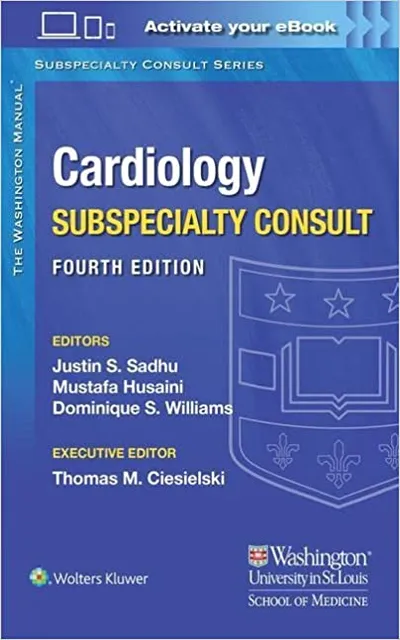 Activate your eBook
SUBSPECIALTY CONSULT SERIES
THE WASHINGTON MANUAL®
Cardiology
SUBSPECIALTY CONSULT
FOURTH EDITION
EDITORS
Justin S. Sadhu
Mustafa Husaini
Dominique S. Williams
EXECUTIVE EDITOR
Thomas M. Ciesielski
Wolters Kluwer
Washington®
University in St. Louis
SCHOOL OF MEDICINE